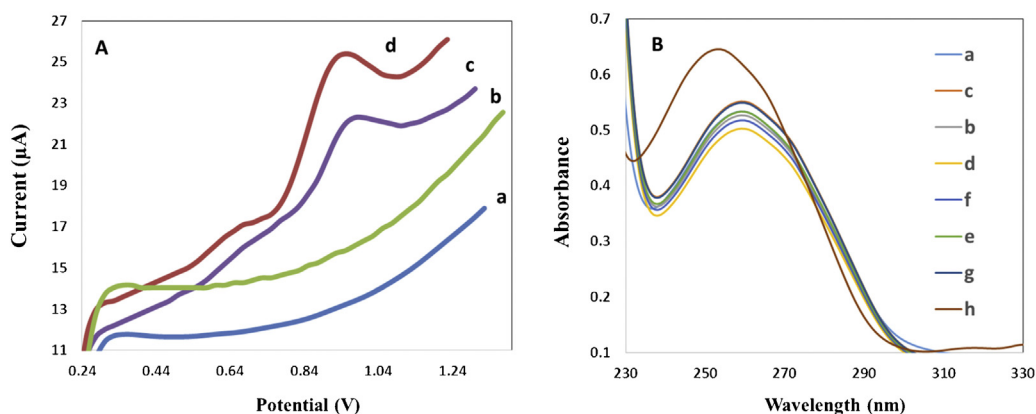 A
27
25
23
21
19
17
15
13
11
Current (µA)
0.24 0.44 0.64 0.84 1.04 1.24
Potential (V)
d
c
b
a
B
0.7
0.6
0.5
0.4
0.3
0.2
0.1
Absorbance
230 250 270 290 310 330
Wavelength (nm)
a
c
b
d
f
e
g
h